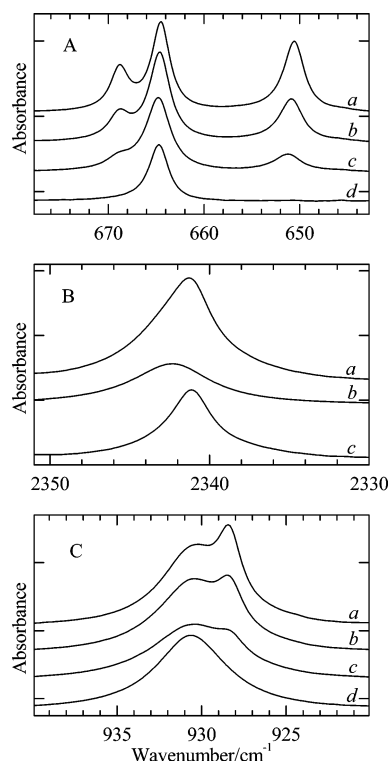 A
a
b
c
d
Absorbance
670 660 650
B
a
b
c
Absorbance
2350 2340 2330
C
a
b
c
d
Absorbance
935 930 925
Wavenumber/cm-1